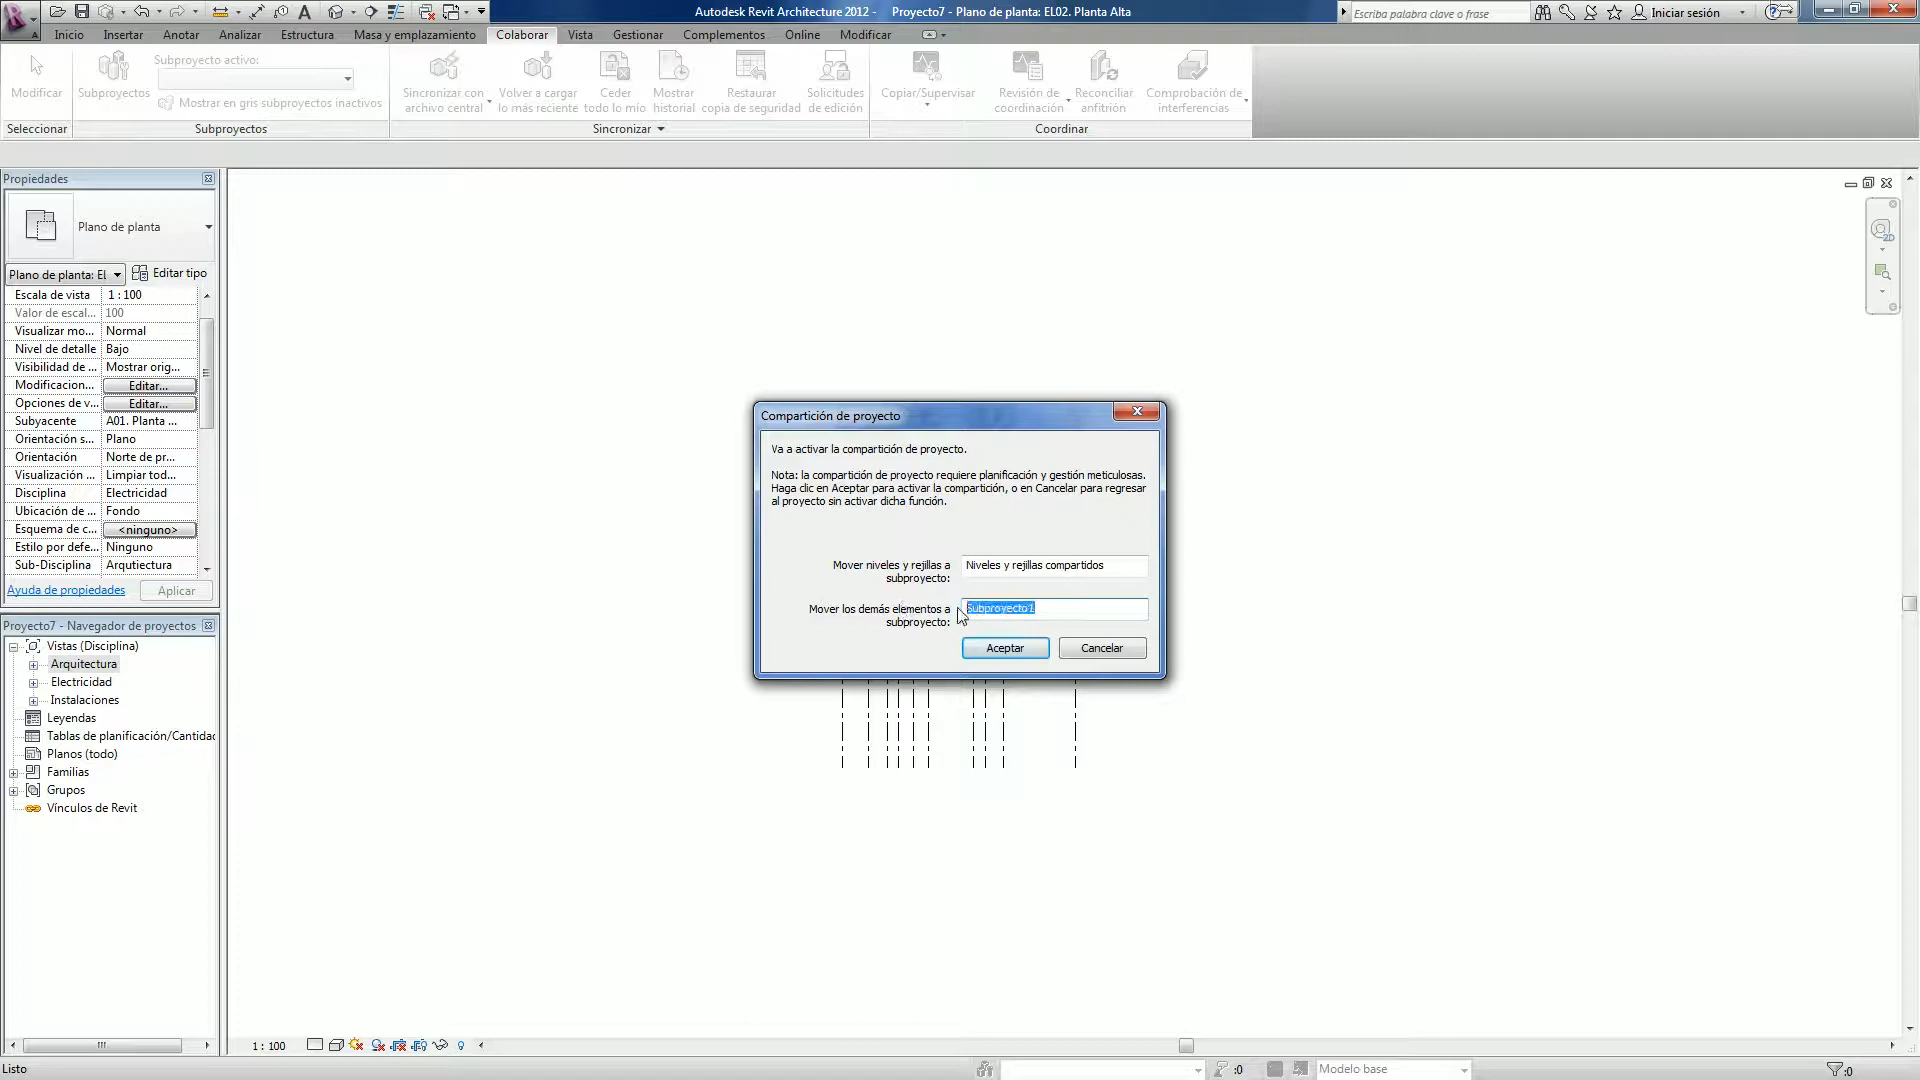 Autodesk Revit Architecture 2012 - Proyecto7 - Plano de planta: EL02. Planta Alta
Escriba palabra clave o frase
Iniciar sesión
Inicio Insertar Anotar Analizar Estructura Masa y emplazamiento Colaborar Vista Gestionar Complementos Online Modificar
Subproyecto activo:
Modificar
Subproyectos
Mostrar en gris subproyectos inactivos
Sincronizar con archivo central
Volver a cargar lo más reciente
Ceder todo lo mío
Mostrar historial
Restaurar copia de seguridad
Solicitudes de edición
Copiar/Supervisar
Revisión de coordinación
Reconciliar anfitrión
Comprobación de interferencias
Seleccionar
Subproyectos
Sincronizar
Coordinar
Propiedades
Plano de planta
2D
Plano de planta: El
Editar tipo
Escala de vista 1 : 100
Valor de escal... 100
Visualizar mo... Normal
Nivel de detalle Bajo
Visibilidad de ... Mostrar orig...
Modificacion... Editar...
Opciones de v... Editar...
Subyacente A01. Planta ...
Orientación s... Plano
Orientación Norte de pr...
Visualización ... Limpiar tod...
Disciplina Electricidad
Ubicación de ... Fondo
Esquema de c... <ninguno>
Estilo por defe... Ninguno
Sub-Disciplina Arqutiectura
Ayuda de propiedades
Aplicar
Proyecto7 - Navegador de proyectos
Vistas (Disciplina)
Arquitectura
Electricidad
Instalaciones
Leyendas
Tablas de planificación/Cantidad
Planos (todo)
Familias
Grupos
Vínculos de Revit
Compartición de proyecto
Va a activar la compartición de proyecto.
Nota: la compartición de proyecto requiere planificación y gestión meticulosas.
Haga clic en Aceptar para activar la compartición, o en Cancelar para regresar
al proyecto sin activar dicha función.
Mover niveles y rejillas a
subproyecto:
Niveles y rejillas compartidos
Mover los demás elementos a
subproyecto:
Subproyecto1
Aceptar
Cancelar
1 : 100
Listo
:0
Modelo base
:0